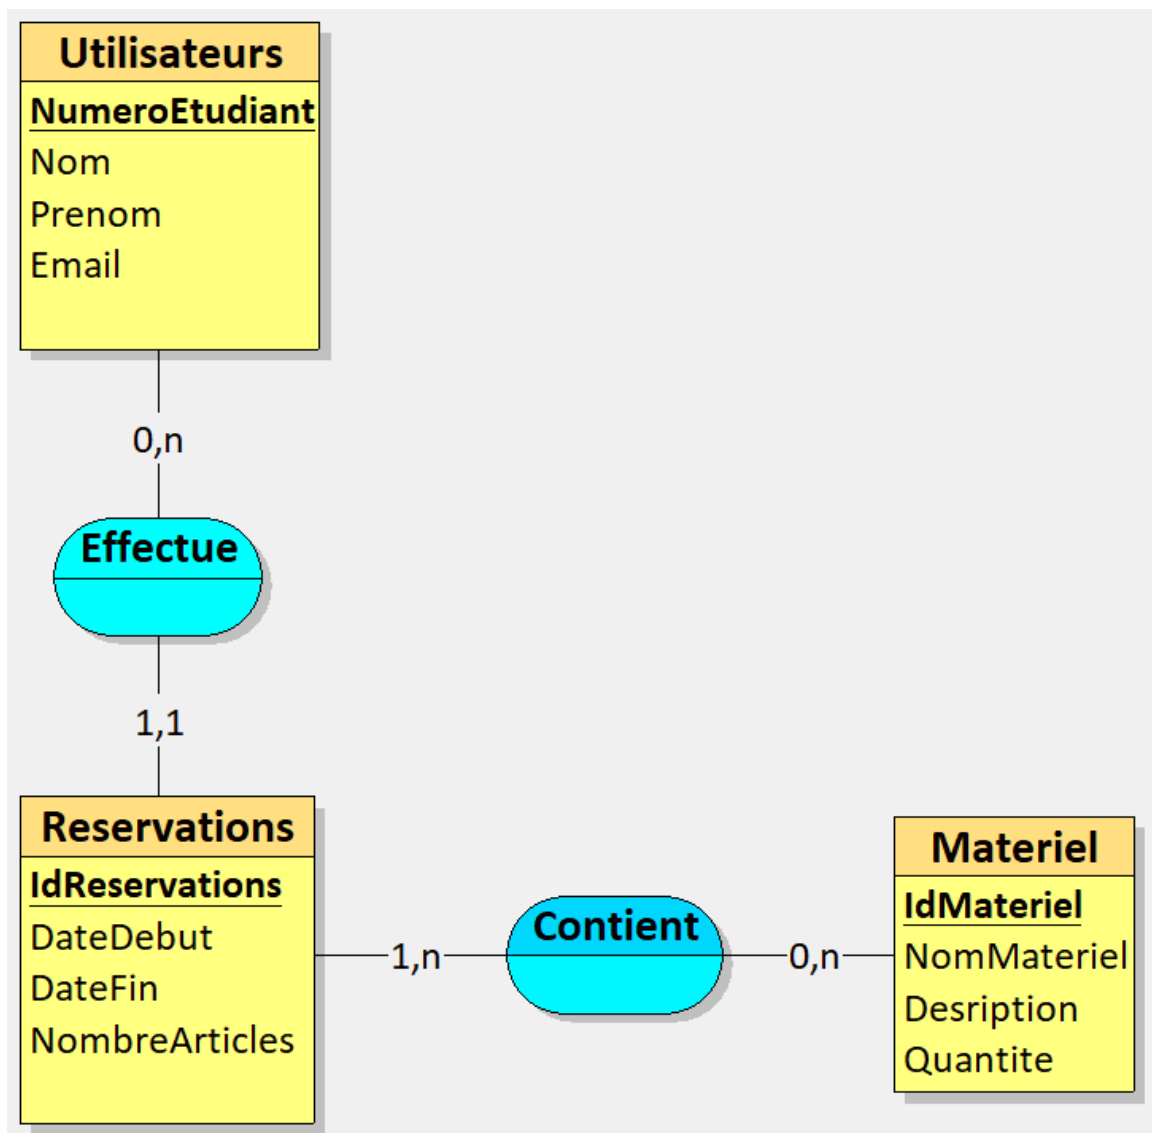 Utilisateurs
NumeroEtudiant
Nom
Prenom
Email
0,n
Effectue
1,1
Reservations
IdReservations
DateDebut
DateFin
NombreArticles
1,n
Contient
0,n
Materiel
IdMateriel
NomMateriel
Desription
Quantite